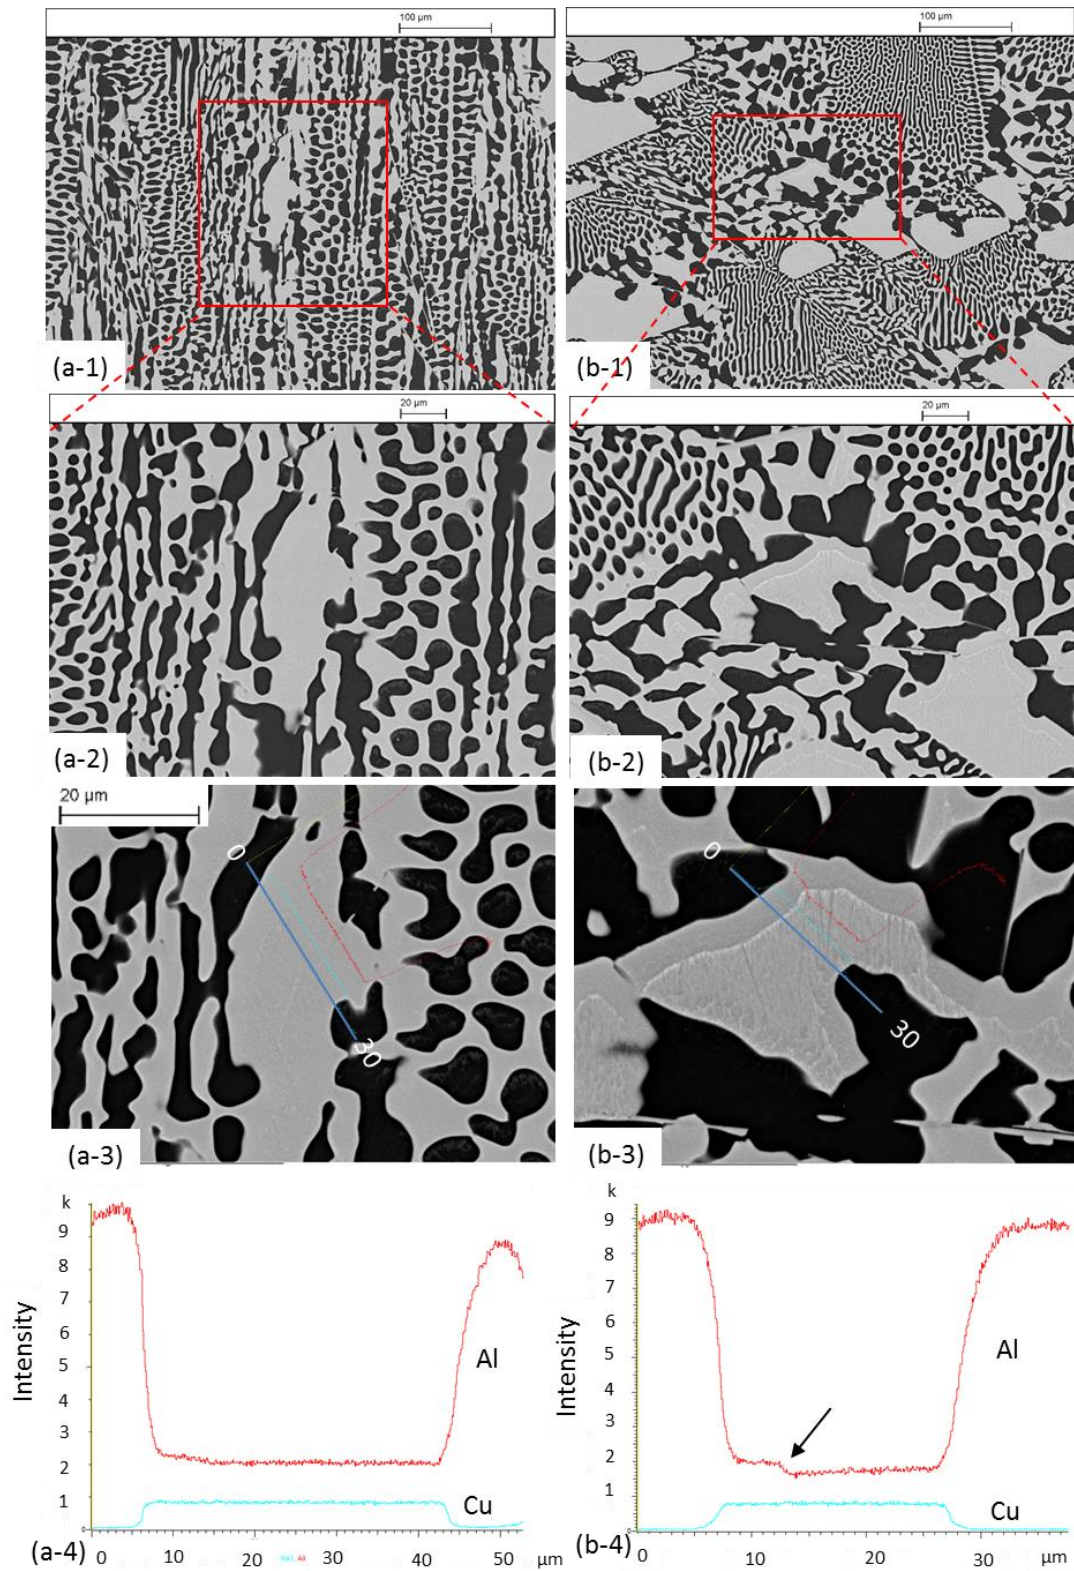 100 μm
100 μm
(a-1)
(b-1)
20 μm
20 μm
(a-2)
(b-2)
20 μm
0
30
0
30
(a-3)
(b-3)
k
9
8
7
6
5
4
3
2
1
0
Intensity
Al
Cu
(a-4)
0 10 20 30 40 50 μm
k
9
8
7
6
5
4
3
2
1
0
Intensity
Al
Cu
(b-4)
0 10 20 30 μm